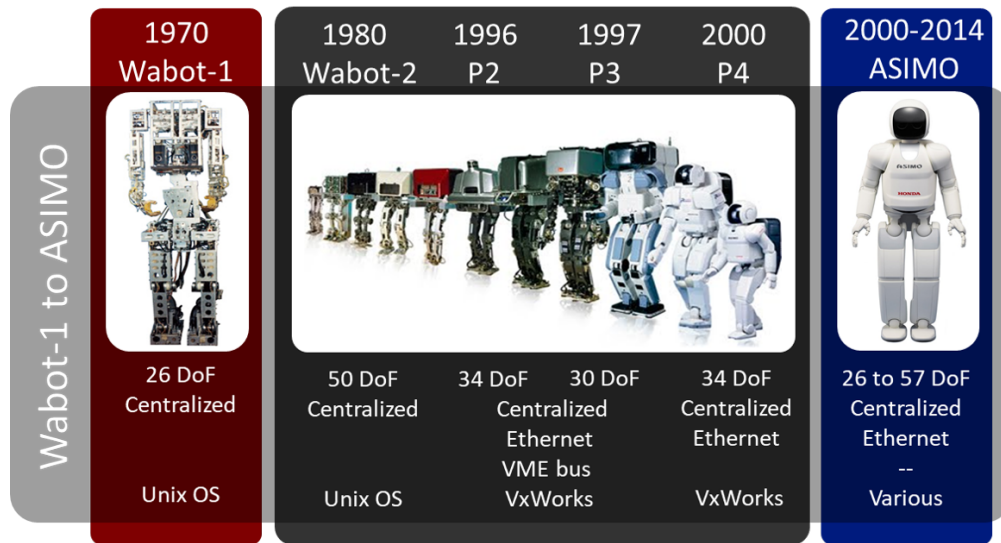 1970
Wabot-1
1980 1996 1997 2000
Wabot-2 P2 P3 P4
2000-2014
ASIMO
Wabot-1 to ASIMO
ASIMO
HONDA
26 DoF
Centralized
Unix OS
50 DoF 34 DoF 30 DoF 34 DoF
Centralized Centralized Centralized
Ethernet Ethernet
VME bus
Unix OS VxWorks VxWorks
26 to 57 DoF
Centralized
Ethernet
--
Various